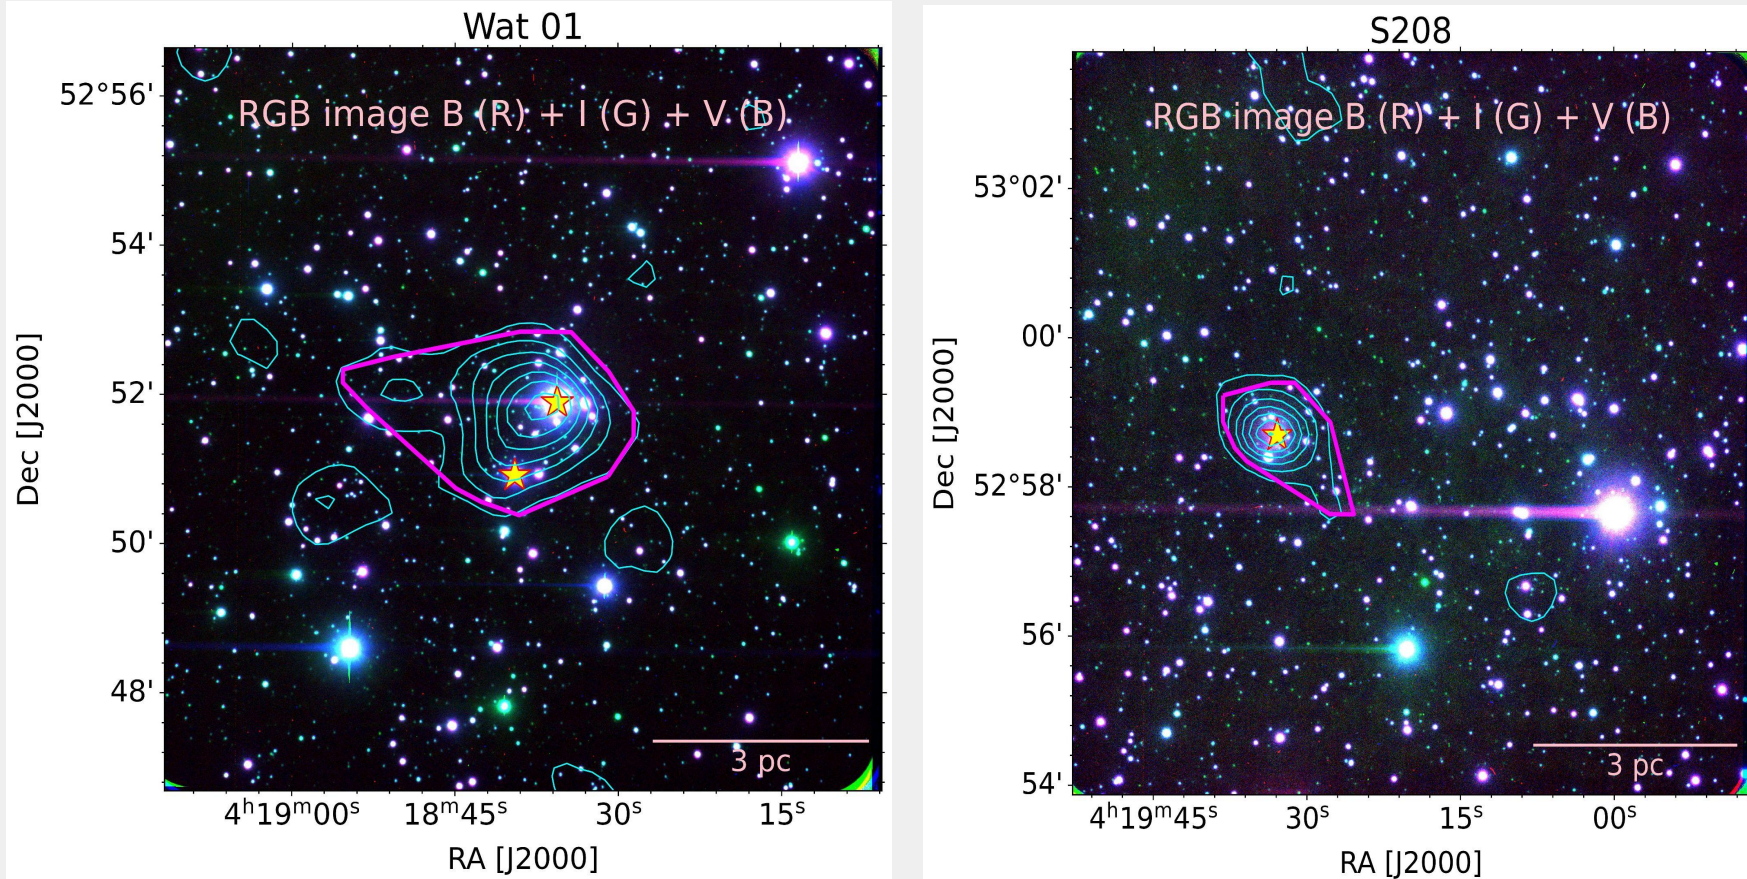 Wat 01
RGB image B (R) + I (G) + V (B)
52°56'
54'
52'
50'
48'
Dec [J2000]
3 pc
4ʰ19ᵐ00ˢ 18ᵐ45ˢ 30ˢ 15ˢ
RA [J2000]
S208
RGB image B (R) + I (G) + V (B)
53°02'
00'
52°58'
56'
54'
Dec [J2000]
3 pc
4ʰ19ᵐ45ˢ 30ˢ 15ˢ 00ˢ
RA [J2000]